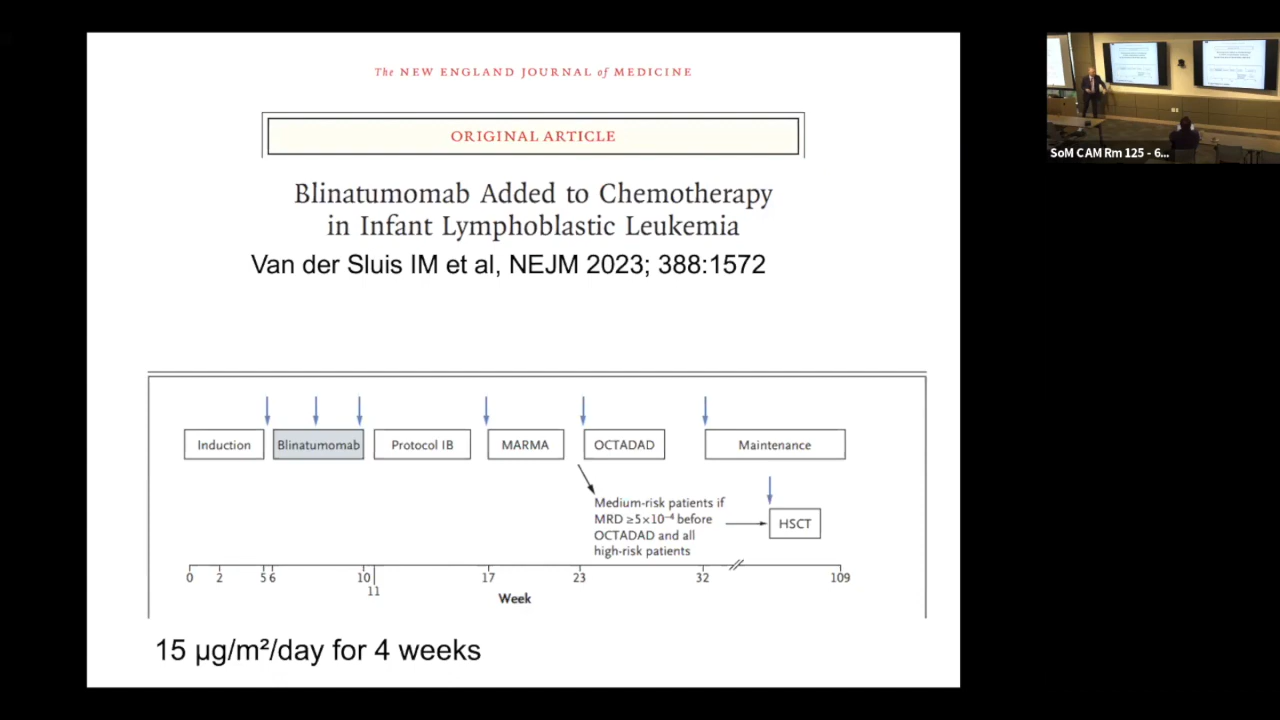 The NEW ENGLAND JOURNAL of MEDICINE
ORIGINAL ARTICLE
Blinatumomab Added to Chemotherapy
in Infant Lymphoblastic Leukemia
Van der Sluis IM et al, NEJM 2023; 388:1572
Induction Blinatumomab Protocol IB MARMA OCTADAD Maintenance
Medium-risk patients if
MRD ≥5×10⁻⁴ before
OCTADAD and all
high-risk patients
HSCT
0 2 5 6 10 11 17 23 32 109
Week
15 µg/m²/day for 4 weeks
SoM CAM Rm 125 - 6...